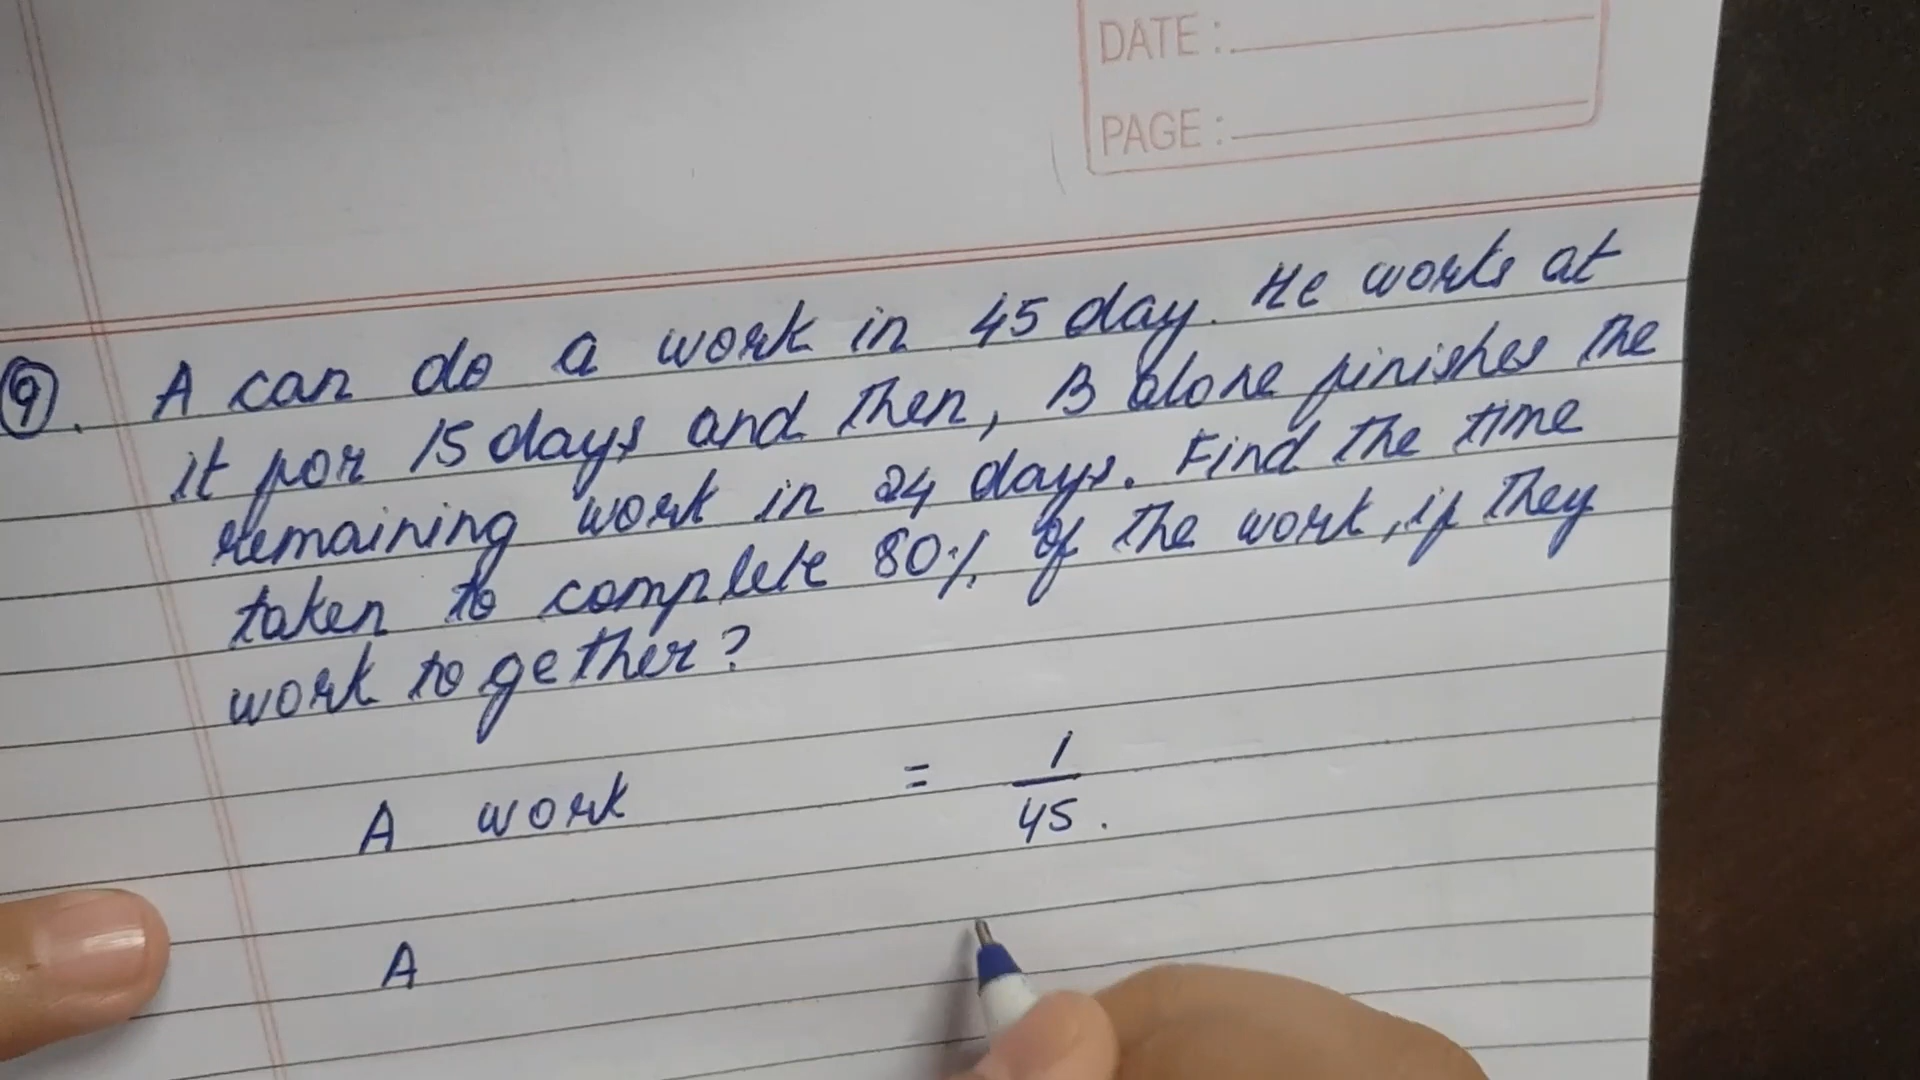 DATE :
PAGE :
9. A can do a work in 45 day. He works at
it for 15 days and then, B alone finishes the
remaining work in 24 days. Find the time
taken to complete 80% of the work, if they
work together?
A work = 1/45.
A